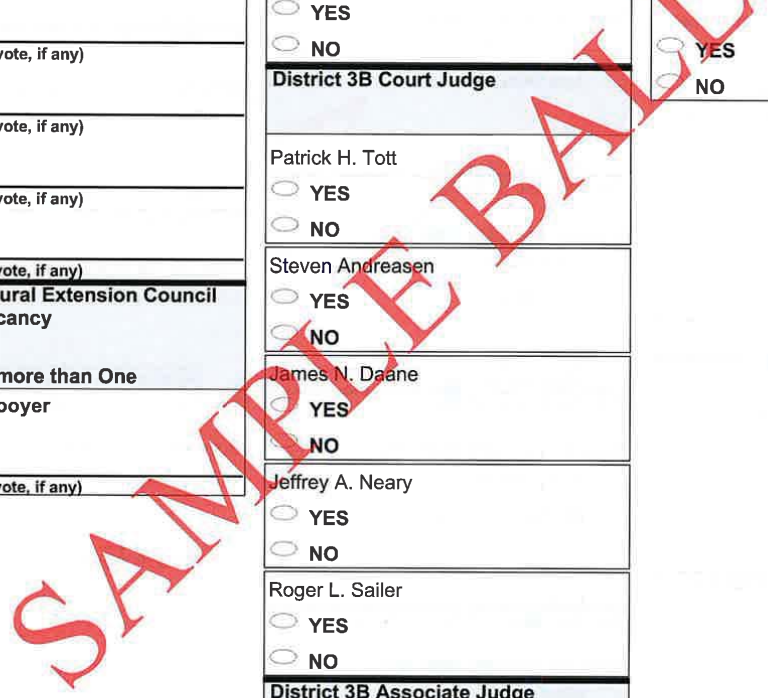 vote, if any)
vote, if any)
vote, if any)
vote, if any)
ural Extension Council
cancy
more than One
ooyer
vote, if any)
YES
NO
District 3B Court Judge
Patrick H. Tott
YES
NO
Steven Andreasen
YES
NO
James N. Daane
YES
NO
Jeffrey A. Neary
YES
NO
Roger L. Sailer
YES
NO
District 3B Associate Judge
YES
NO
SAMPLE BALL